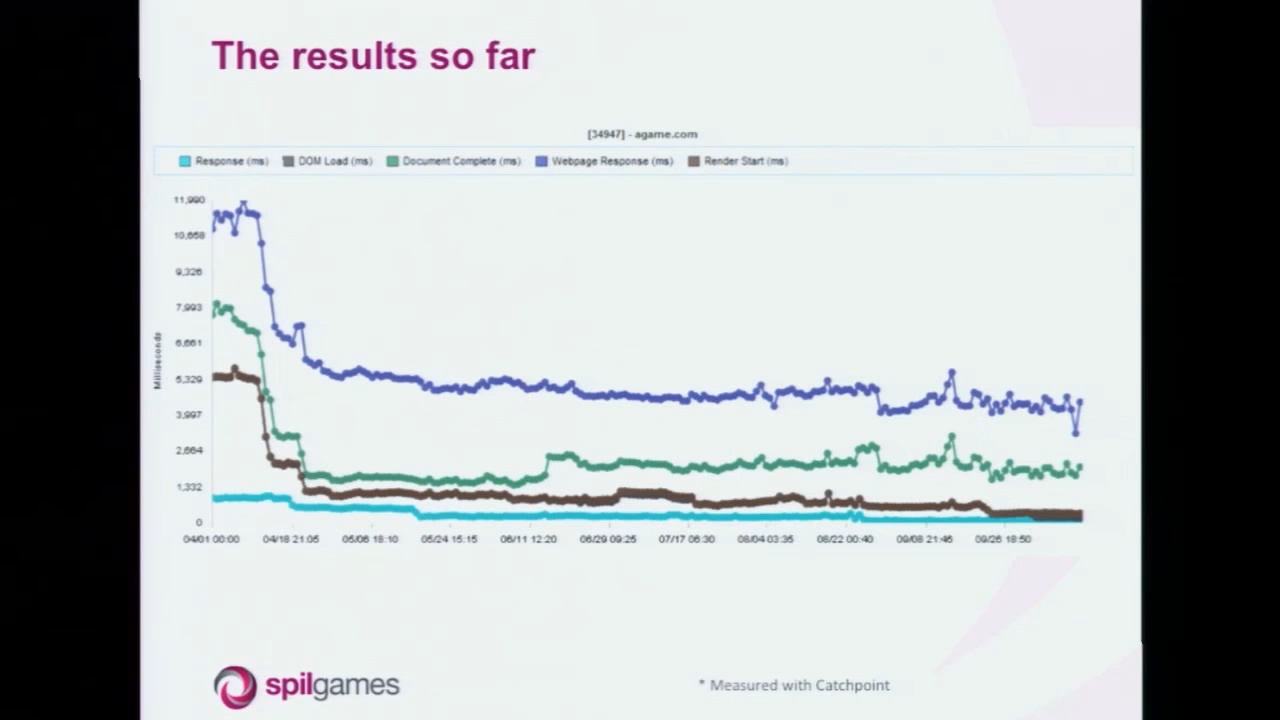 The results so far
[34947] - agame.com
Response (ms) DOM Load (ms) Document Complete (ms) Webpage Response (ms) Render Start (ms)
11,990
10,658
9,326
7,993
6,661
5,329
3,997
2,664
1,332
0
Milliseconds
04/01 00:00 04/18 21:05 05/06 18:10 05/24 15:15 06/11 12:20 06/29 09:25 07/17 06:30 08/04 03:35 08/22 00:40 09/08 21:45 09/26 18:50
spilgames
* Measured with Catchpoint